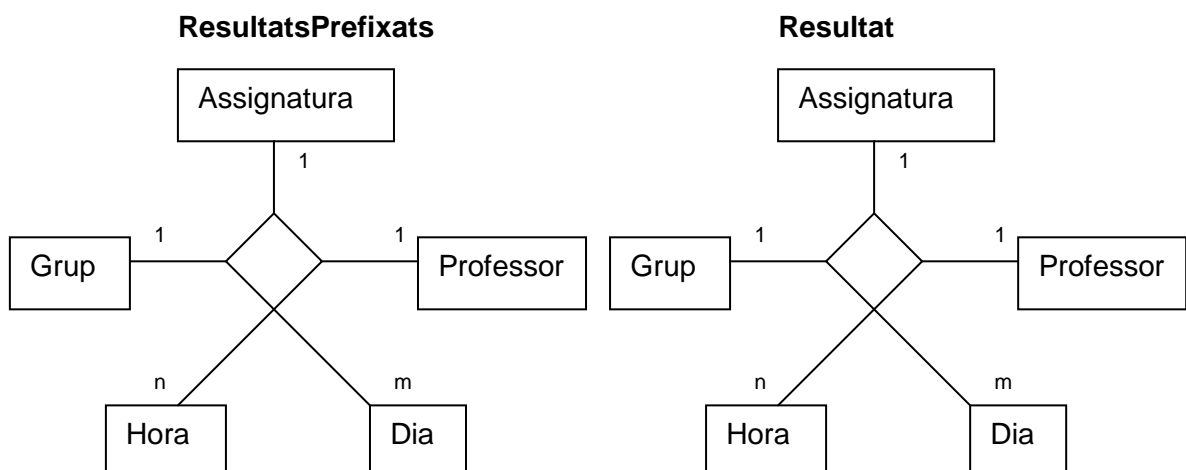 ResultatsPrefixats
Assignatura
1
Grup
1
1
Professor
n
m
Hora
Dia
Resultat
Assignatura
1
Grup
1
1
Professor
n
m
Hora
Dia